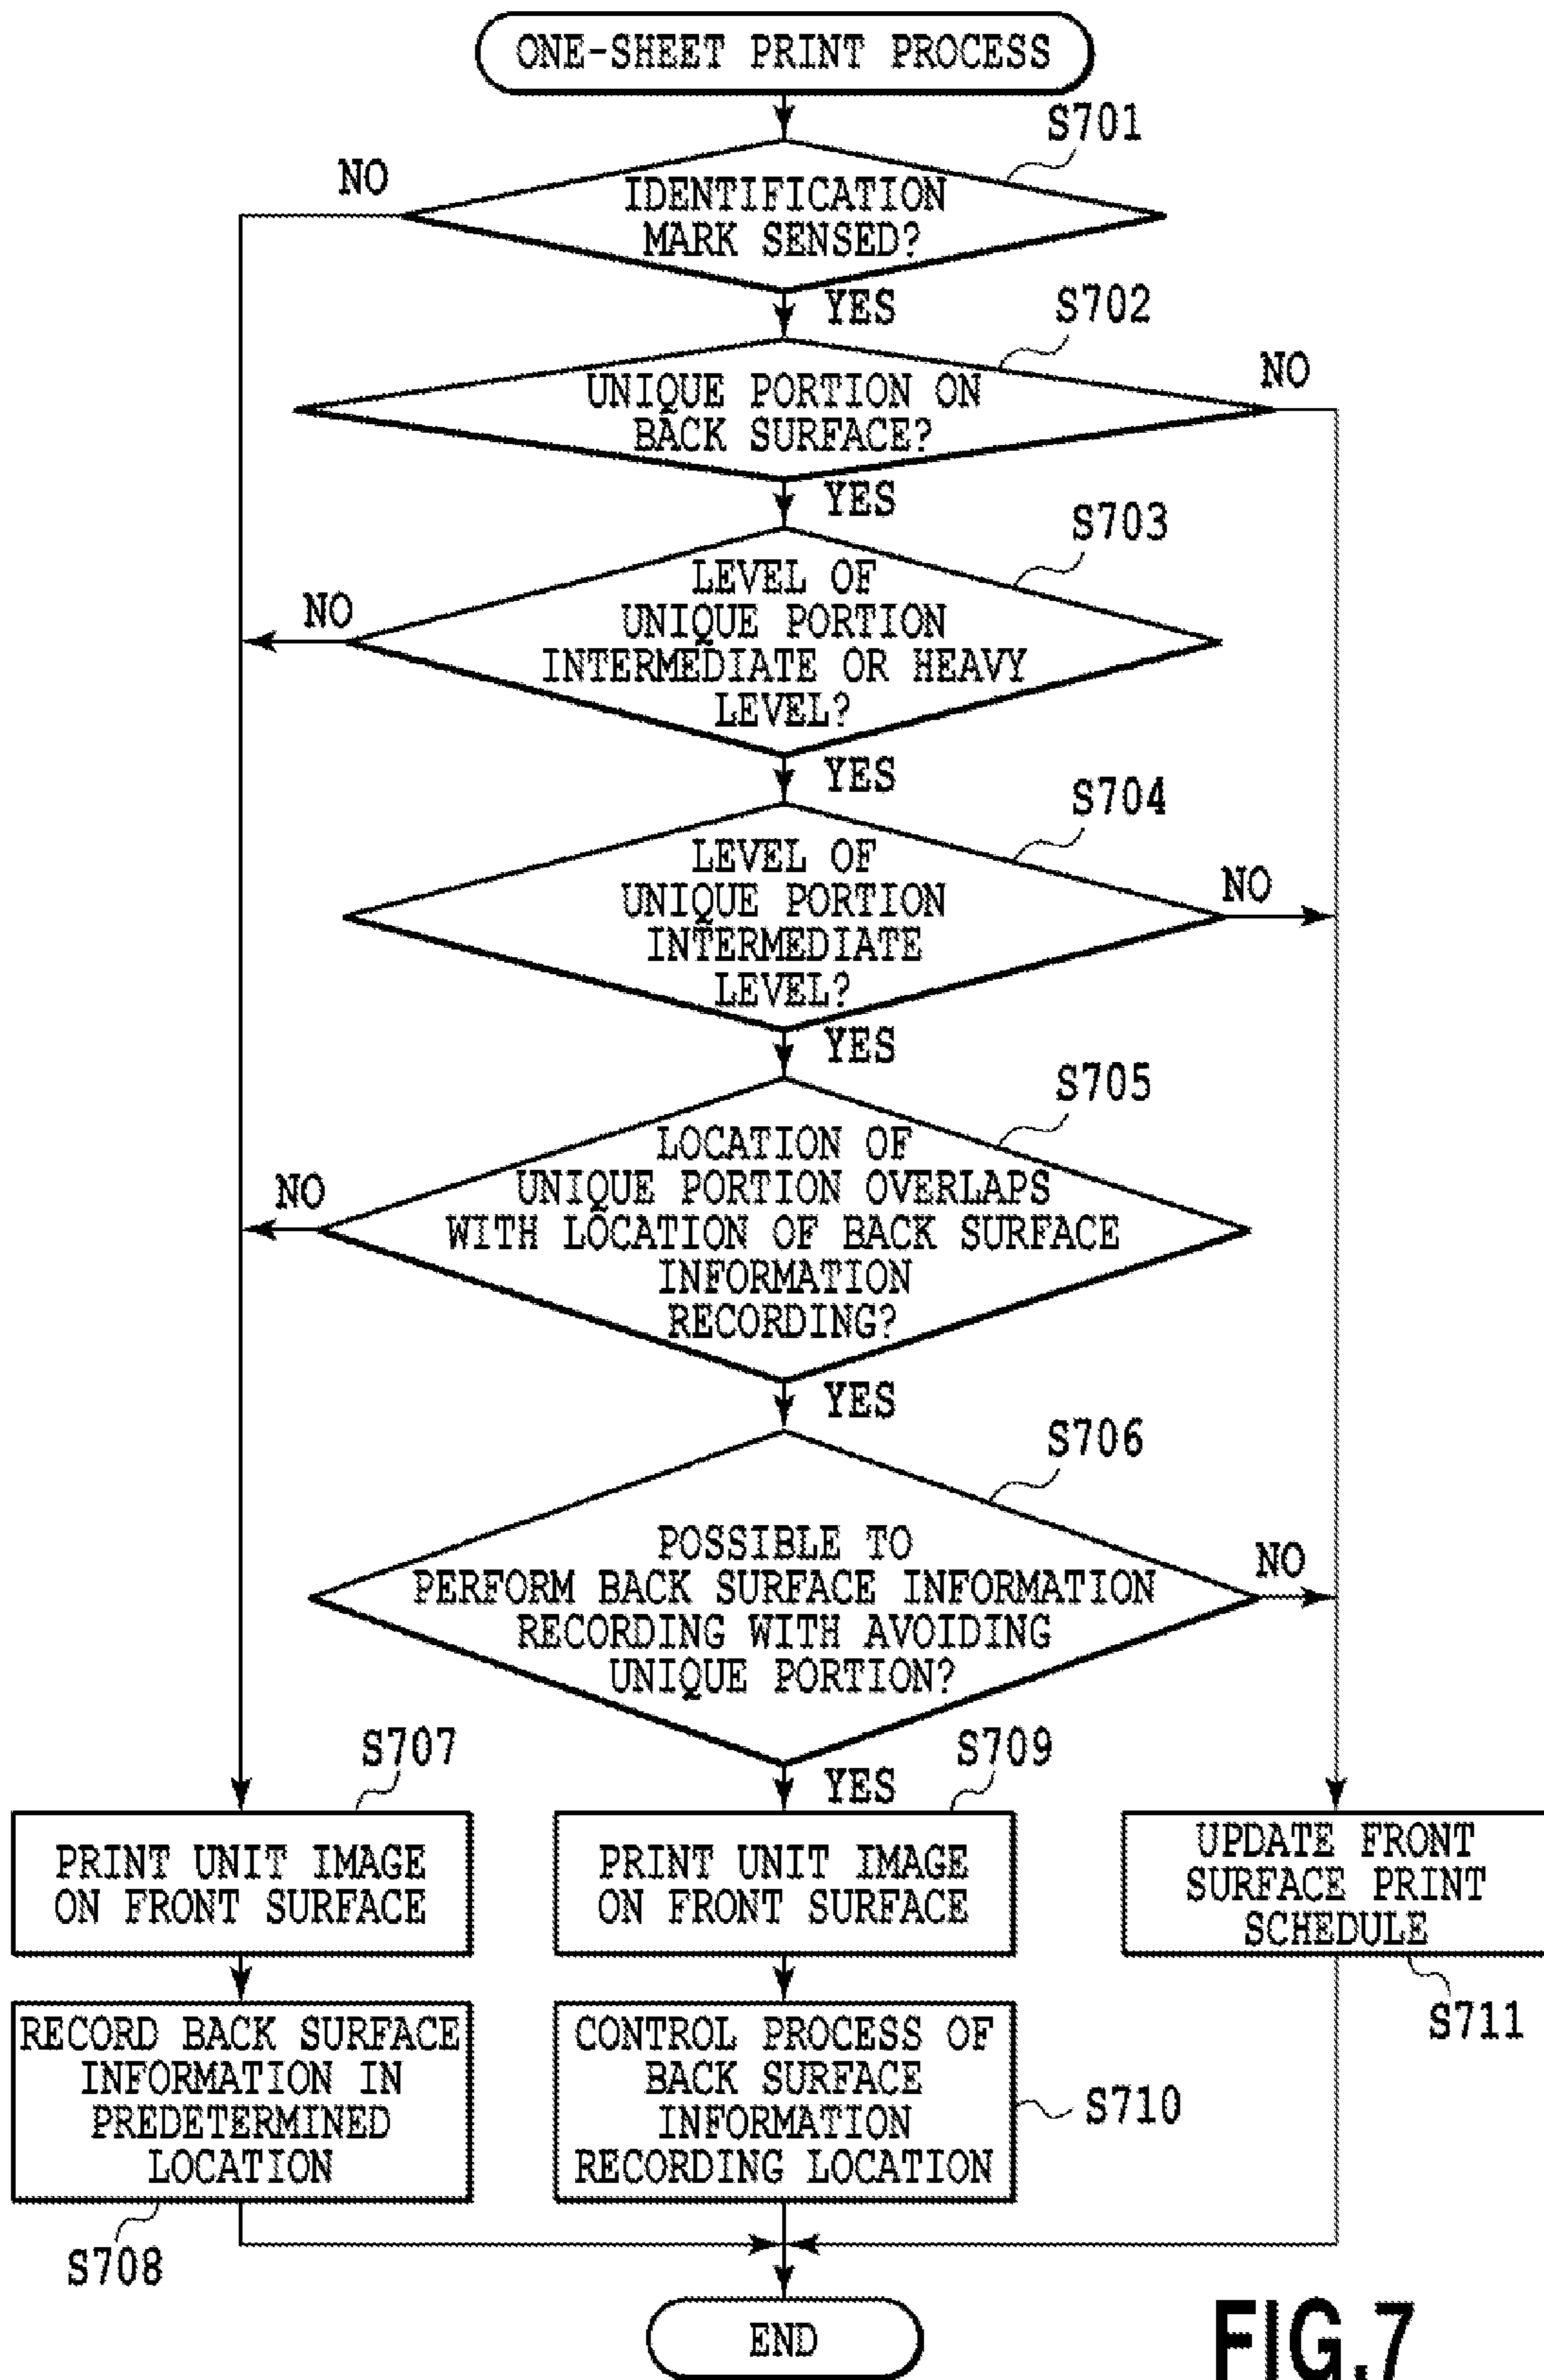 ONE-SHEET PRINT PROCESS
S701
NO
IDENTIFICATION
MARK SENSED?
YES
S702
NO
UNIQUE PORTION ON
BACK SURFACE?
YES
S703
LEVEL OF
UNIQUE PORTION
INTERMEDIATE OR HEAVY
LEVEL?
NO
YES
S704
LEVEL OF
UNIQUE PORTION
INTERMEDIATE
LEVEL?
NO
YES
S705
LOCATION OF
UNIQUE PORTION OVERLAPS
WITH LOCATION OF BACK SURFACE
INFORMATION
RECORDING?
NO
YES
S706
POSSIBLE TO
PERFORM BACK SURFACE INFORMATION
RECORDING WITH AVOIDING
UNIQUE PORTION?
NO
YES
S707
PRINT UNIT IMAGE
ON FRONT SURFACE
S709
PRINT UNIT IMAGE
ON FRONT SURFACE
UPDATE FRONT
SURFACE PRINT
SCHEDULE
S711
RECORD BACK SURFACE
INFORMATION IN
PREDETERMINED
LOCATION
S708
CONTROL PROCESS OF
BACK SURFACE
INFORMATION
RECORDING LOCATION
S710
END
FIG.7